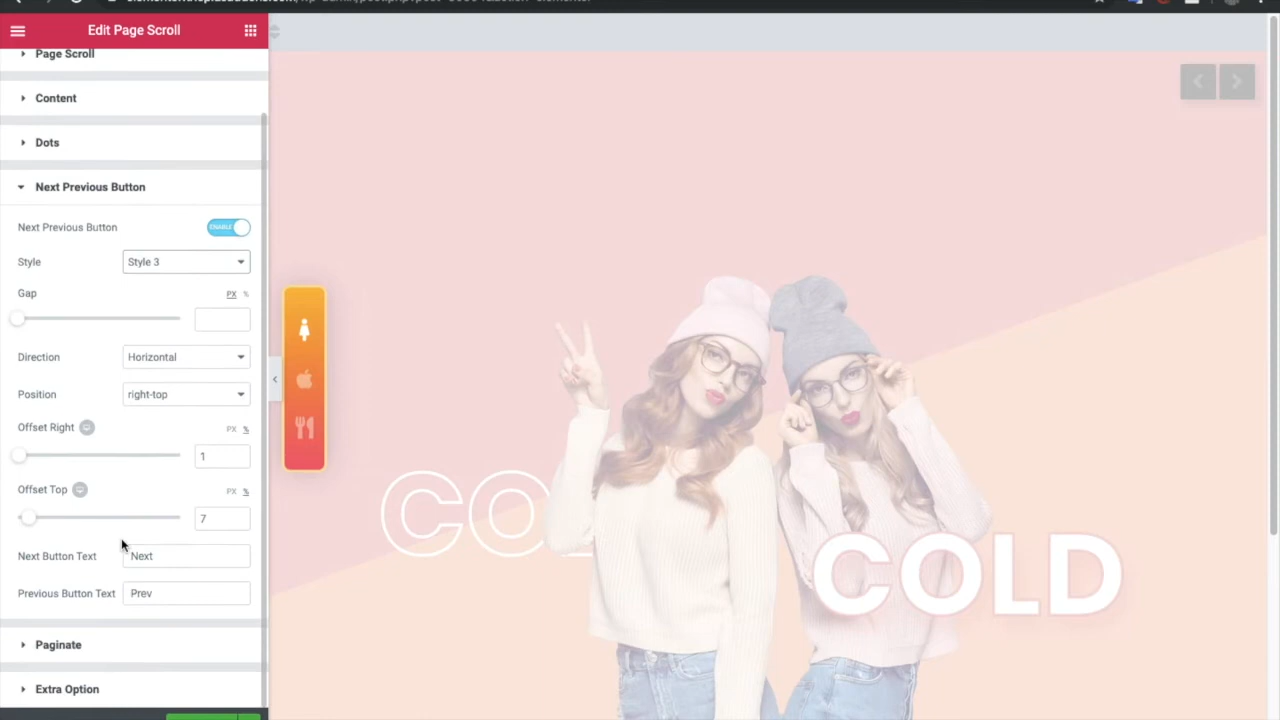 Edit Page Scroll
Page Scroll
Content
Dots
Next Previous Button
Next Previous Button ENABLE
Style Style 3
Gap PX %
Direction Horizontal
Position right-top
Offset Right PX %
1
Offset Top PX %
7
Next Button Text Next
Previous Button Text Prev
Paginate
Extra Option
CO
COLD